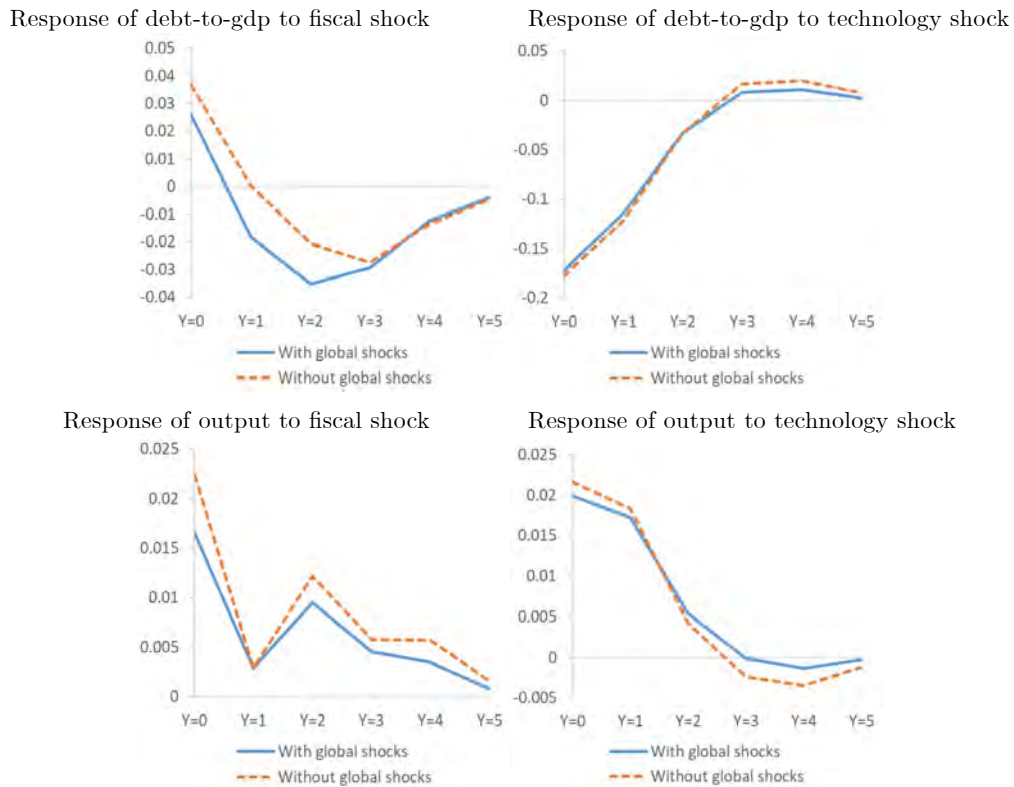 Response of debt-to-gdp to fiscal shock
0.05
0.04
0.03
0.02
0.01
0
-0.01
-0.02
-0.03
-0.04
Y=0 Y=1 Y=2 Y=3 Y=4 Y=5
With global shocks
Without global shocks
Response of debt-to-gdp to technology shock
0.05
0
-0.05
-0.1
-0.15
-0.2
Y=0 Y=1 Y=2 Y=3 Y=4 Y=5
With global shocks
Without global shocks
Response of output to fiscal shock
0.025
0.02
0.015
0.01
0.005
0
Y=0 Y=1 Y=2 Y=3 Y=4 Y=5
With global shocks
Without global shocks
Response of output to technology shock
0.025
0.02
0.015
0.01
0.005
0
-0.005
Y=0 Y=1 Y=2 Y=3 Y=4 Y=5
With global shocks
Without global shocks